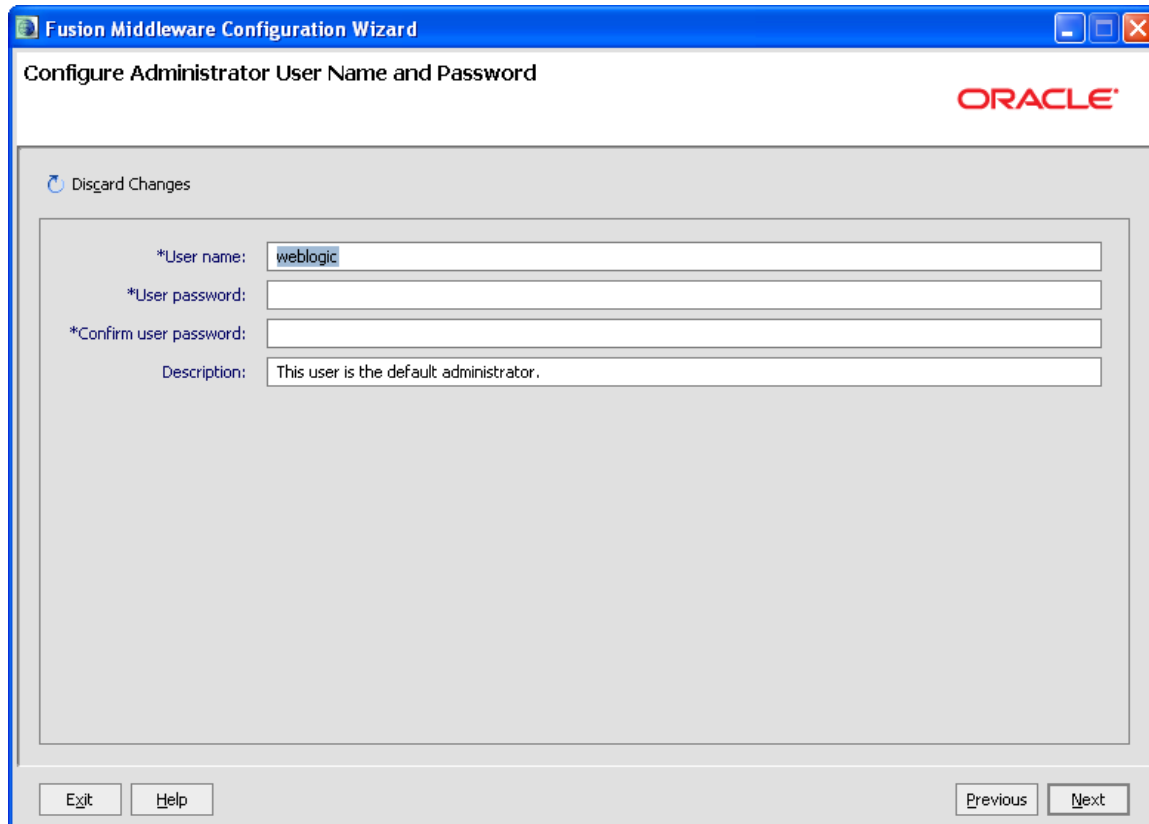 Fusion Middleware Configuration Wizard
Configure Administrator User Name and Password
ORACLE
Discard Changes
*User name: weblogic
*User password:
*Confirm user password:
Description: This user is the default administrator.
Exit Help Previous Next